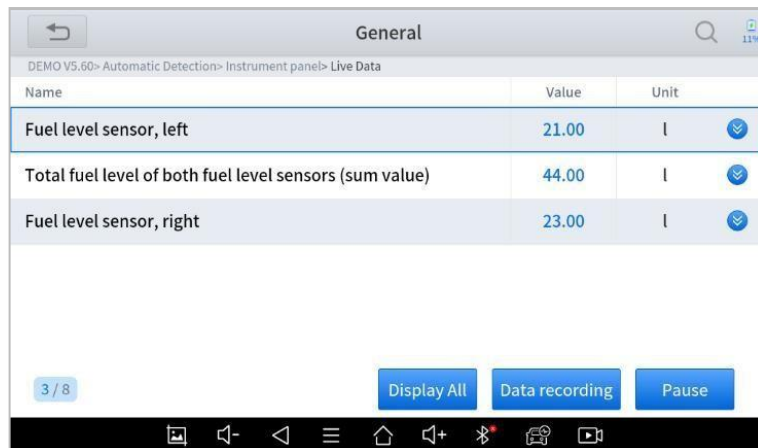 General
11%
DEMO V5.60> Automatic Detection> Instrument panel> Live Data
Name Value Unit
Fuel level sensor, left 21.00 l
Total fuel level of both fuel level sensors (sum value) 44.00 l
Fuel level sensor, right 23.00 l
3 / 8 Display All Data recording Pause